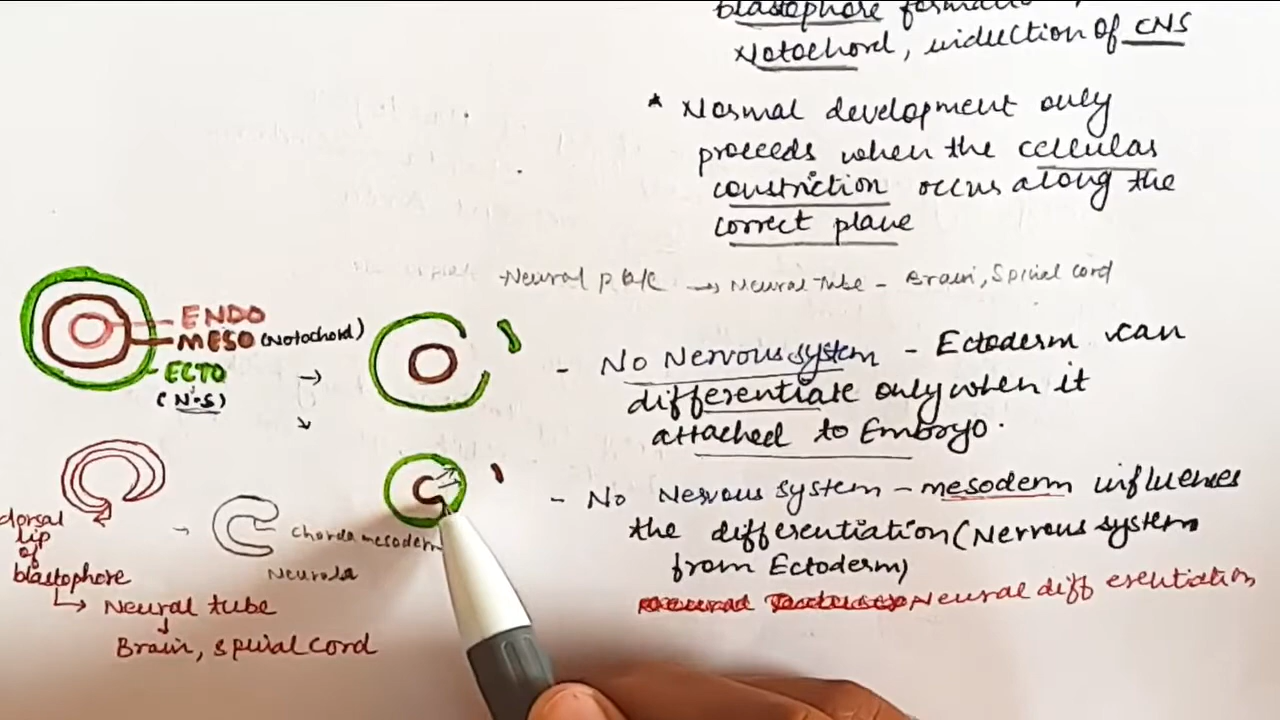 blastophore formatio
Notochord, induction of CNS
* Normal development only
proceeds when the cellular
constriction occurs along the
correct plane
Neural plate → Neural tube - Brain, Spinal cord
ENDO
MESO (Notochord)
ECTO
(N.S)
- No Nervous system - Ectoderm can
differentiate only when it
attached to Embryo.
- No Nervous system - mesoderm influences
the differentiation (Nervous system
from Ectoderm)
Neural differentiation
dorsal
lip
of
blastophore
Neural tube
Brain, spinal cord
Chorda mesoderm
Neurula